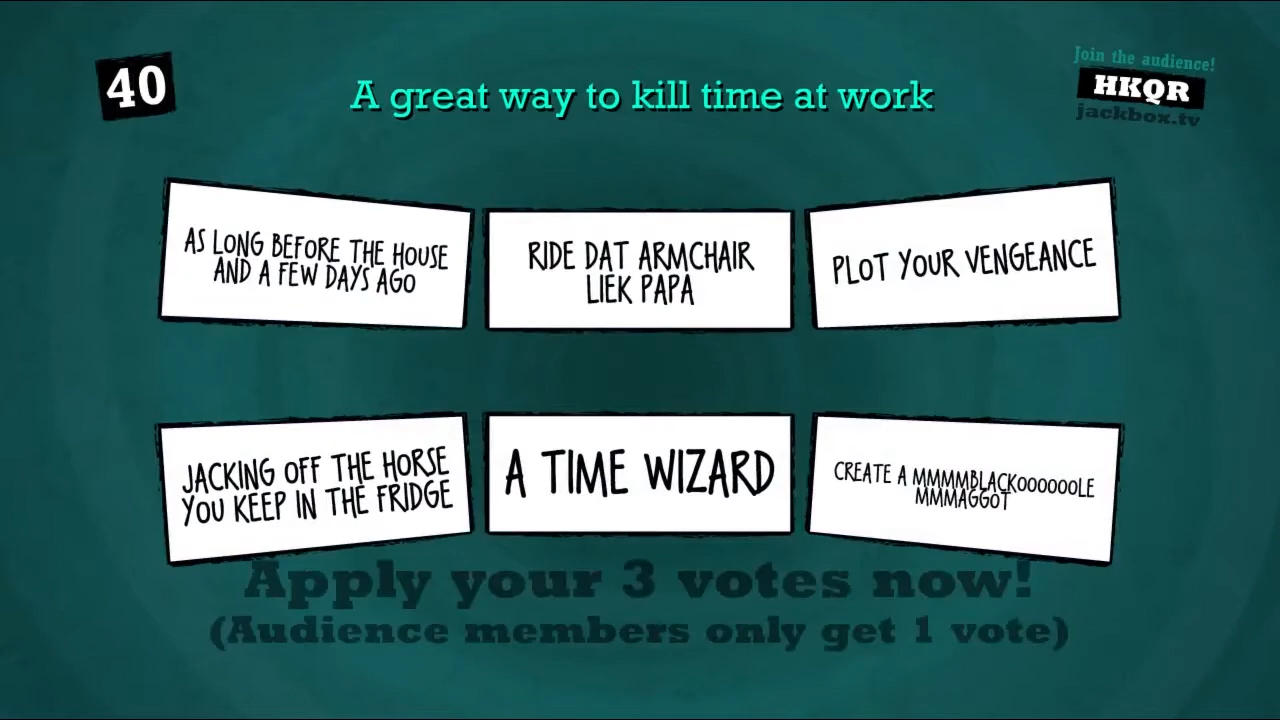 40
A great way to kill time at work
Join the audience!
HKQR
jackbox.tv
AS LONG BEFORE THE HOUSE
AND A FEW DAYS AGO
RIDE DAT ARMCHAIR
LIEK PAPA
PLOT YOUR VENGEANCE
JACKING OFF THE HORSE
YOU KEEP IN THE FRIDGE
A TIME WIZARD
CREATE A MMMMBLACKOOOOOOLE
MMMAGGOT
Apply your 3 votes now!
(Audience members only get 1 vote)